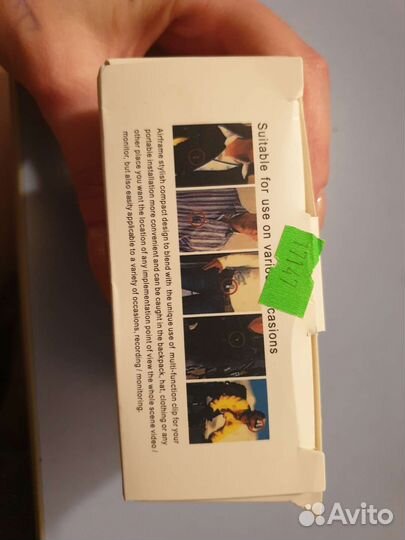 Suitable for use on various occasions
17147
Airframe stylish compact design to blend with the unique use of multi-function clip for your
portable installation more convenient and can be caught in the backpack, hat, clothing or any
other place you want the location of any implementation point of view the whole scene video /
monitor, but also easily applicable to a variety of occasions, recording / monitoring.
Avito